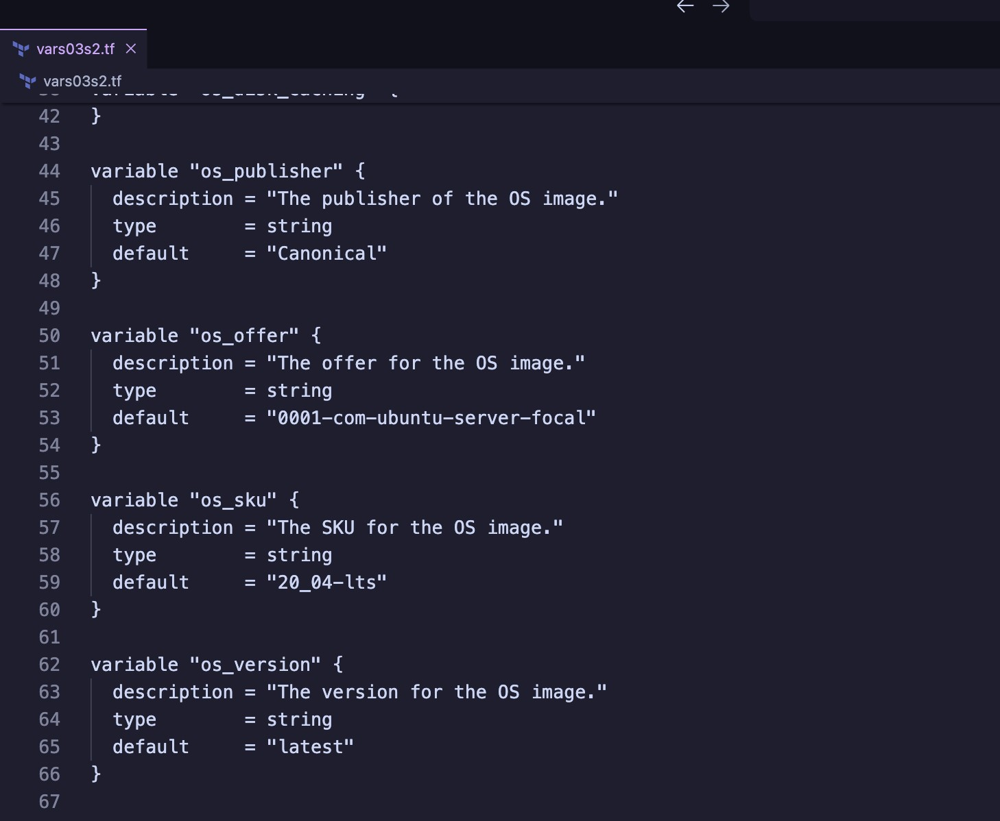 vars03s2.tf
vars03s2.tf
variable "os_disk_caching" {
42 }
43
44 variable "os_publisher" {
45   description = "The publisher of the OS image."
46   type        = string
47   default     = "Canonical"
48 }
49
50 variable "os_offer" {
51   description = "The offer for the OS image."
52   type        = string
53   default     = "0001-com-ubuntu-server-focal"
54 }
55
56 variable "os_sku" {
57   description = "The SKU for the OS image."
58   type        = string
59   default     = "20_04-lts"
60 }
61
62 variable "os_version" {
63   description = "The version for the OS image."
64   type        = string
65   default     = "latest"
66 }
67